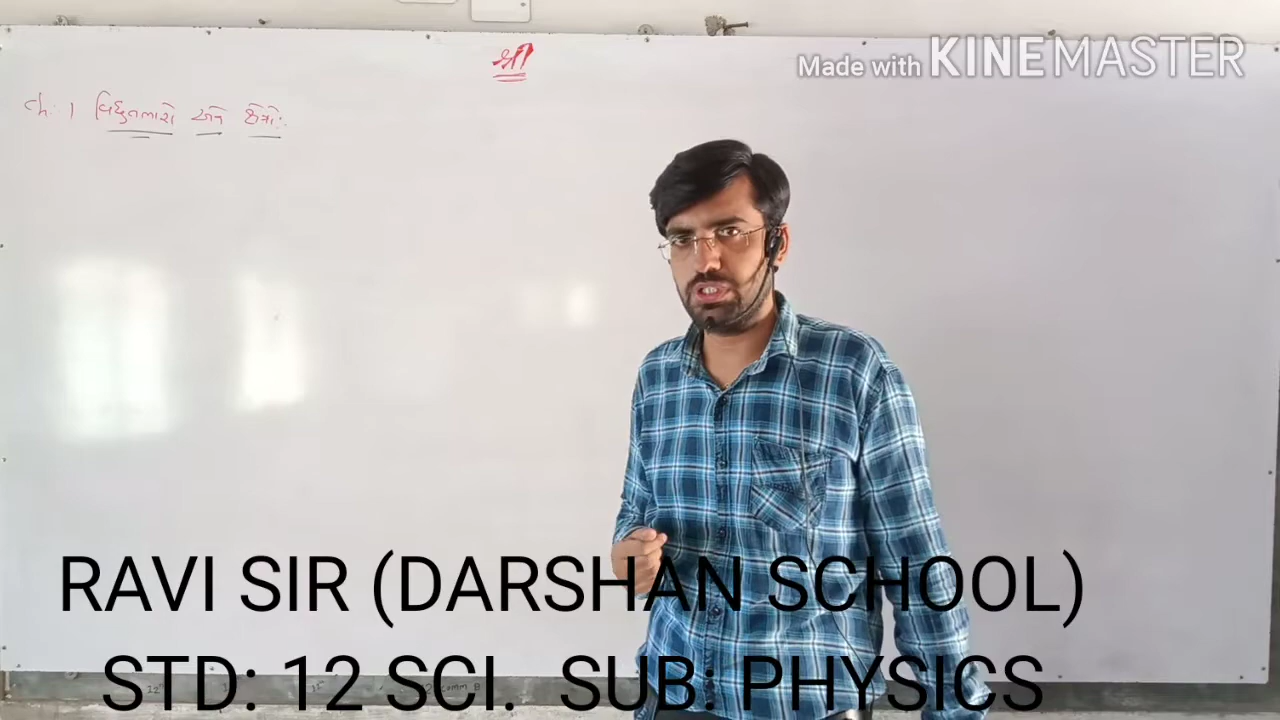 શ્રી
Made with KINEMASTER
Ch: 1 વિદ્યુતભારો અને ક્ષેત્રો:
RAVI SIR (DARSHAN SCHOOL)
STD: 12 SCI. SUB: PHYSICS